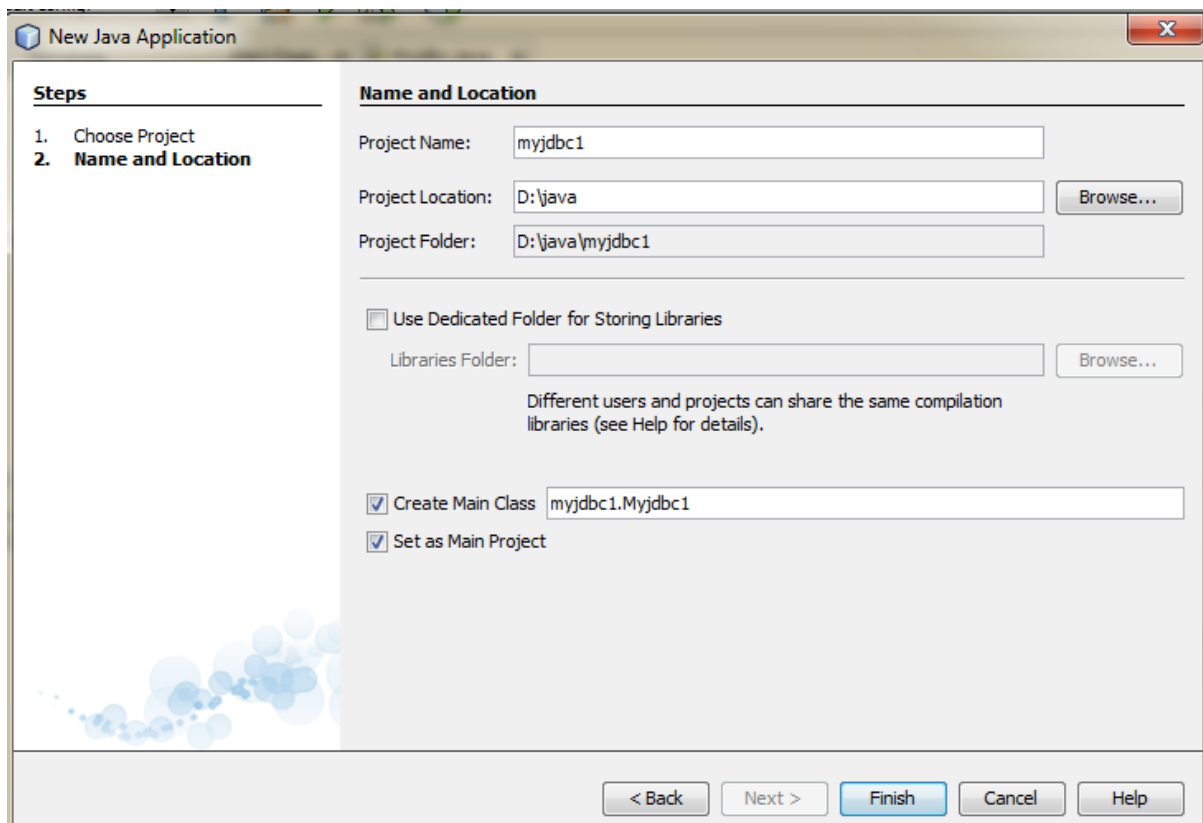 New Java Application
Steps
1. Choose Project
2. Name and Location
Name and Location
Project Name: myjdbc1
Project Location: D:\java Browse...
Project Folder: D:\java\myjdbc1
Use Dedicated Folder for Storing Libraries
Libraries Folder: Browse...
Different users and projects can share the same compilation
libraries (see Help for details).
Create Main Class myjdbc1.Myjdbc1
Set as Main Project
< Back Next > Finish Cancel Help